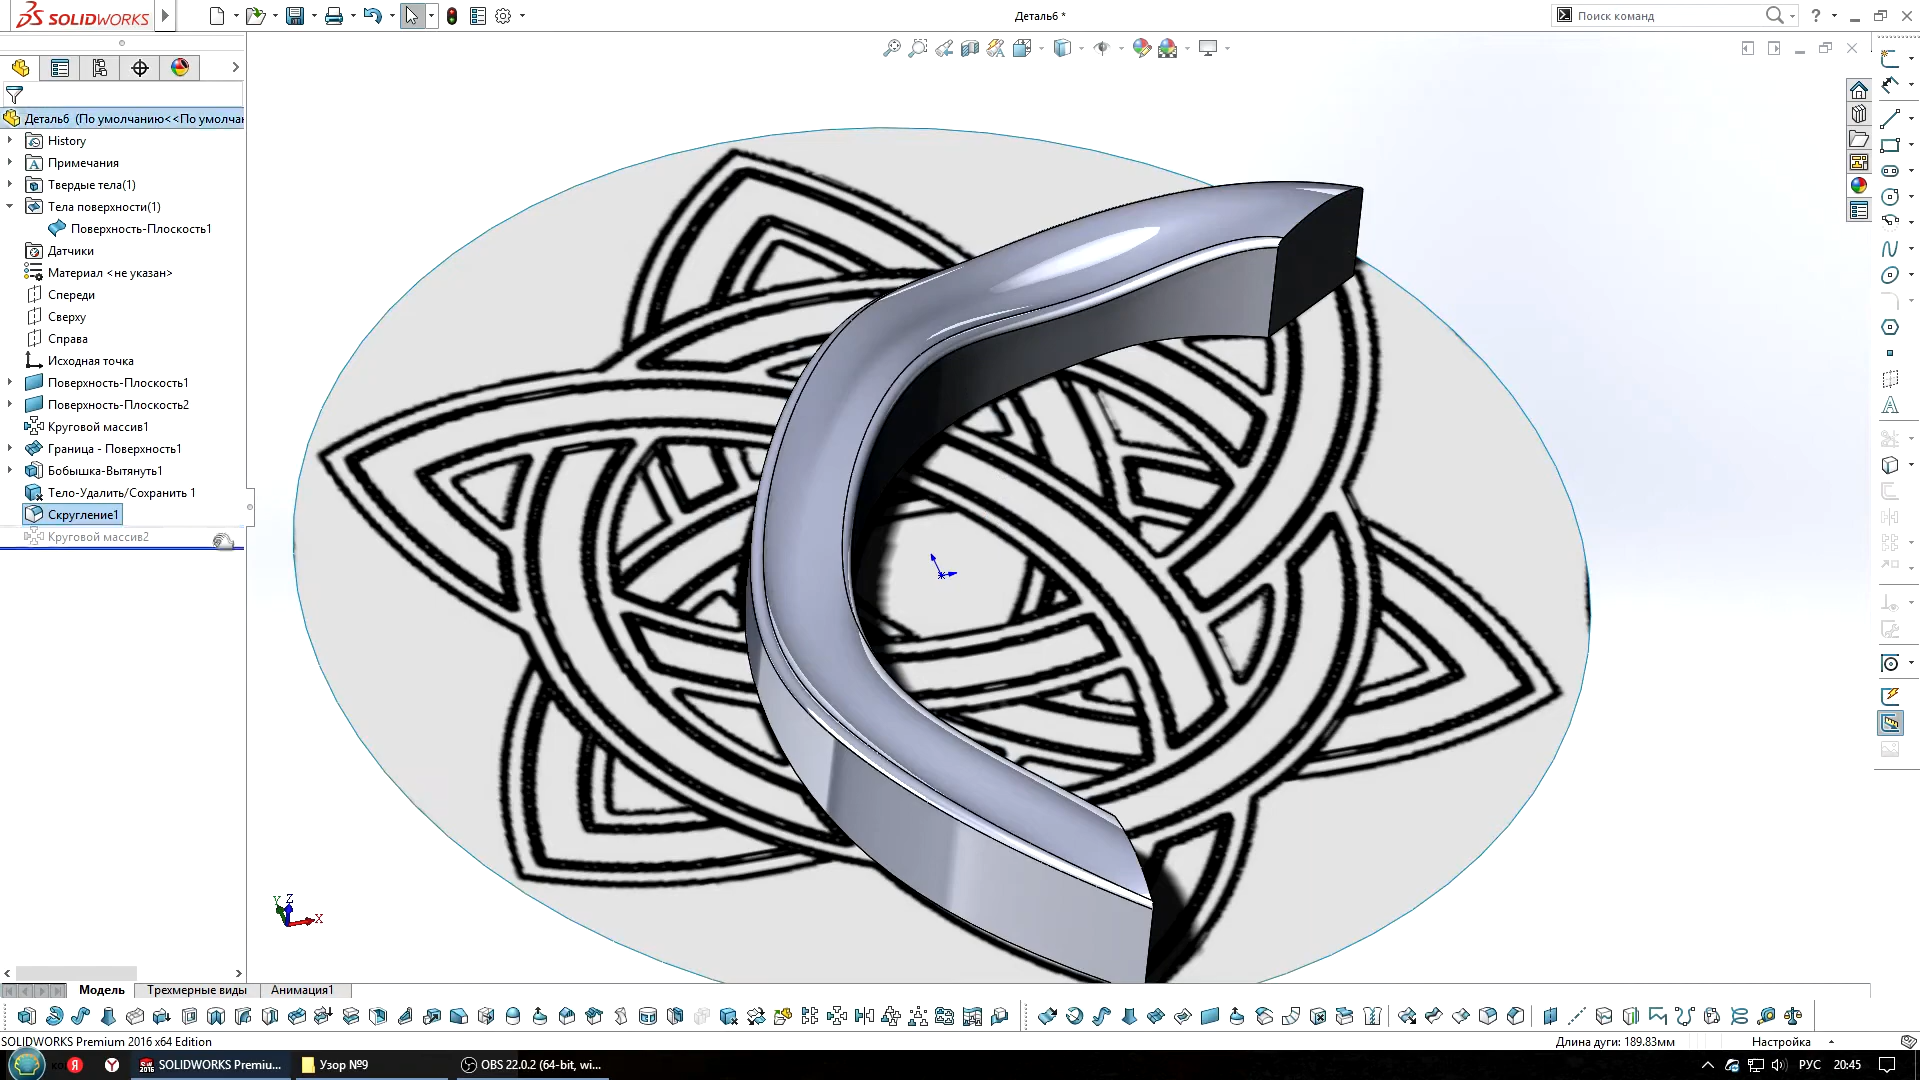 SOLIDWORKS
Деталь6 *
Поиск команд
Деталь6 (По умолчанию<<По умолча
History
Примечания
Твердые тела(1)
Тела поверхности(1)
Поверхность-Плоскость1
Датчики
Материал <не указан>
Спереди
Сверху
Справа
Исходная точка
Поверхность-Плоскость1
Поверхность-Плоскость2
Круговой массив1
Граница - Поверхность1
Бобышка-Вытянуть1
Тело-Удалить/Сохранить 1
Скругление1
Круговой массив2
Y Z X
Модель
Трехмерные виды
Анимация1
SOLIDWORKS Premium 2016 x64 Edition
Длина дуги: 189.83мм
Настройка
SOLIDWORKS Premiu...
Узор №9
OBS 22.0.2 (64-bit, wi...
РУС
20:45